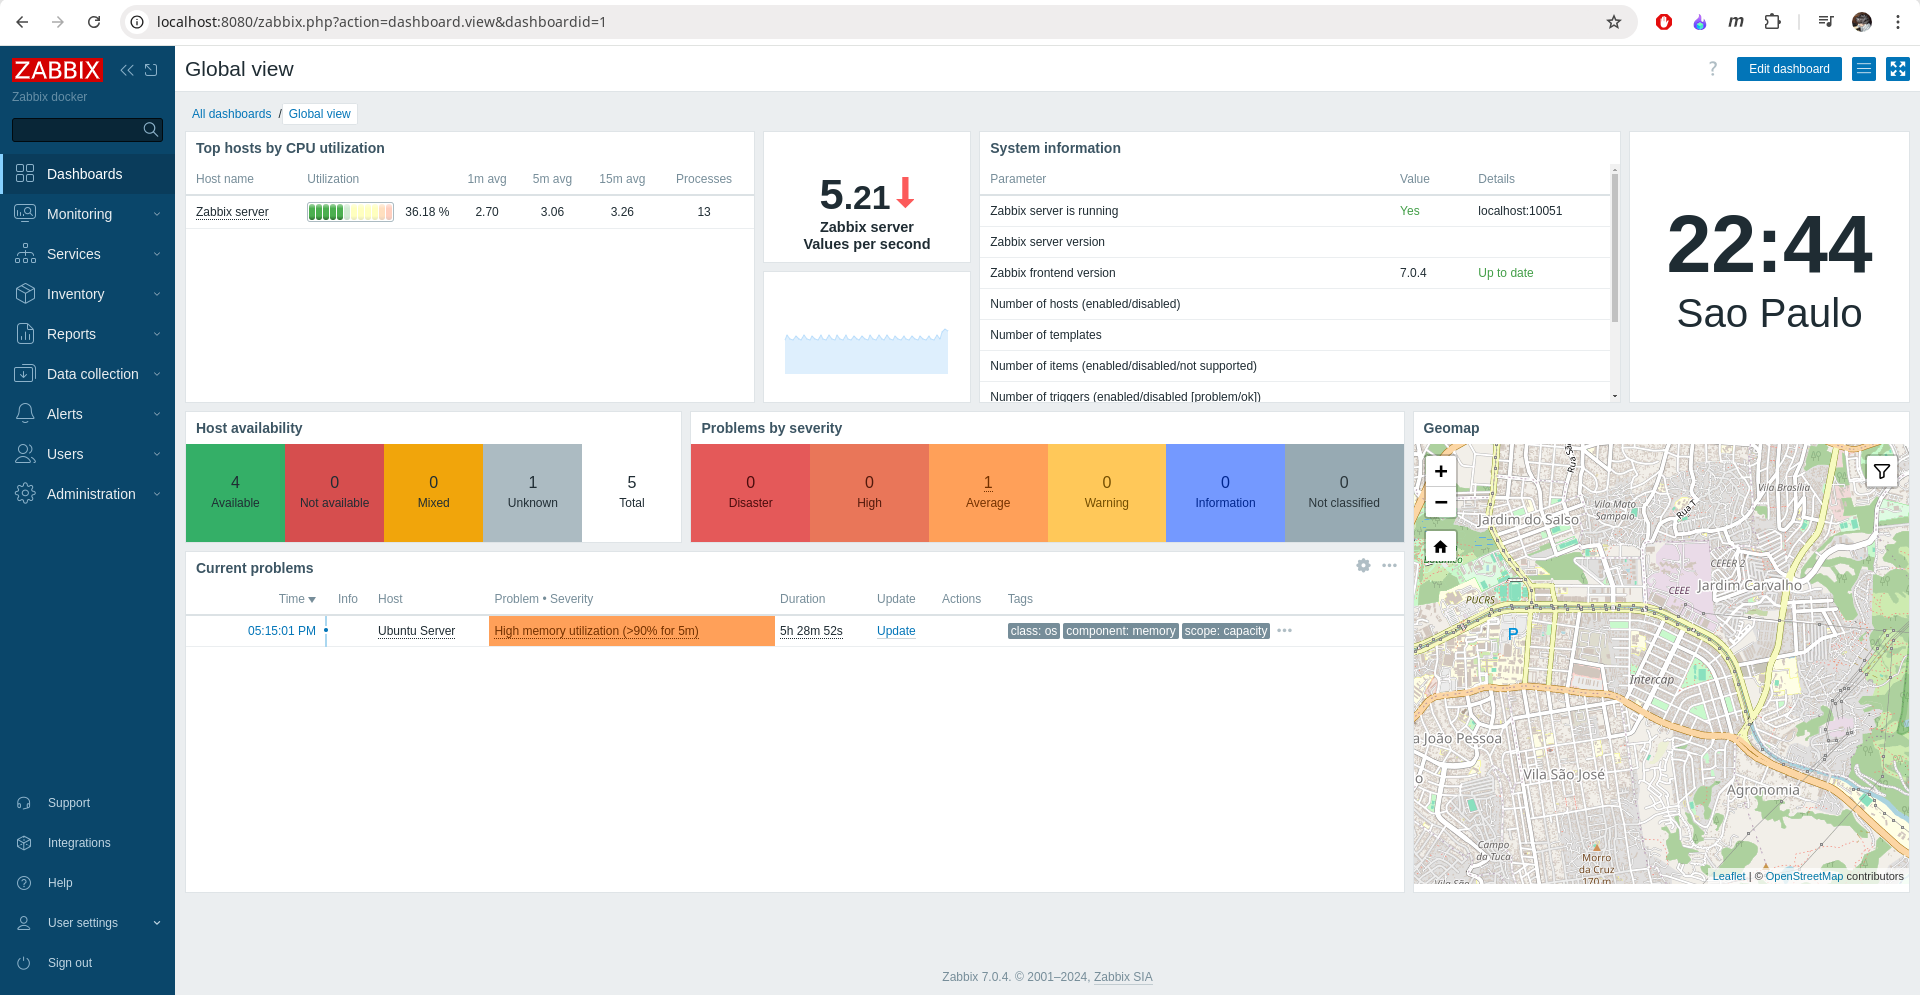 localhost:8080/zabbix.php?action=dashboard.view&dashboardid=1
ZABBIX
Zabbix docker
Dashboards
Monitoring
Services
Inventory
Reports
Data collection
Alerts
Users
Administration
Support
Integrations
Help
User settings
Sign out
Global view
? Edit dashboard
All dashboards / Global view
Top hosts by CPU utilization
Host name Utilization 1m avg 5m avg 15m avg Processes
Zabbix server 36.18 % 2.70 3.06 3.26 13
5.21
Zabbix server
Values per second
System information
Parameter Value Details
Zabbix server is running Yes localhost:10051
Zabbix server version
Zabbix frontend version 7.0.4 Up to date
Number of hosts (enabled/disabled)
Number of templates
Number of items (enabled/disabled/not supported)
Number of triggers (enabled/disabled [problem/ok])
22:44
Sao Paulo
Host availability
4 0 0 1 5
Available Not available Mixed Unknown Total
Problems by severity
0 0 1 0 0 0
Disaster High Average Warning Information Not classified
Current problems
Time Info Host Problem • Severity Duration Update Actions Tags
05:15:01 PM Ubuntu Server High memory utilization (>90% for 5m) 5h 28m 52s Update class: os component: memory scope: capacity
Geomap
+
−
Vila Brasília
Vila Mato
Sampaio
Rua T
Jardim do Salso
CEFER 2
Jardim Carvalho
CEEE
PUCRS
P
Intercap
a João Pessoa
Vila São José
Agronomia
Campo
da Tuca
Morro
da Cruz
170 m
Leaflet | © OpenStreetMap contributors
Zabbix 7.0.4. © 2001–2024, Zabbix SIA